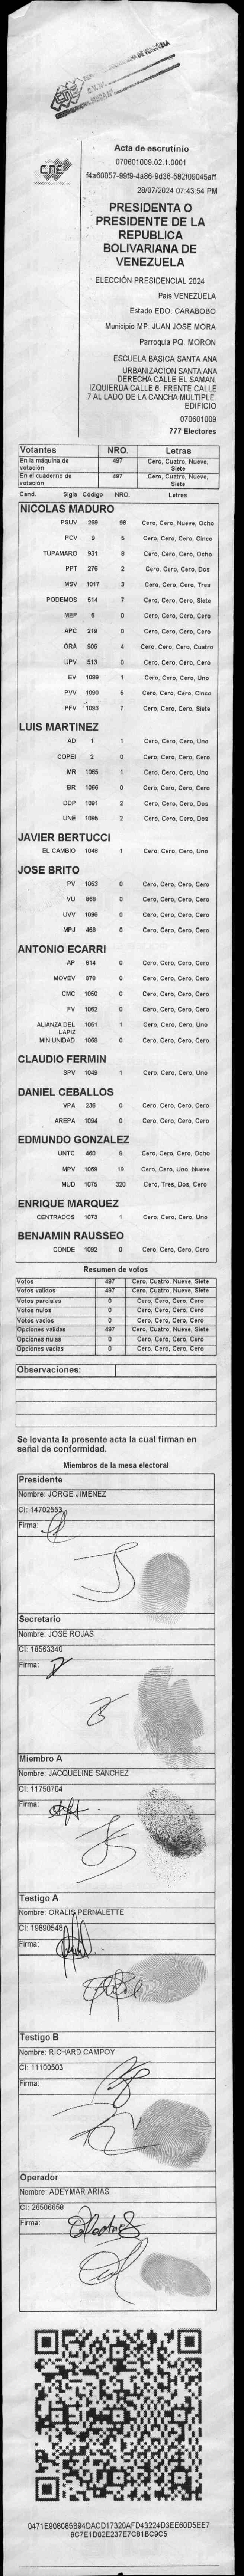 CNE
Acta de escrutinio
070601009.02.1.0001
f4a60057-99f9-4a86-9d36-582f09045aff
28/07/2024 07:43:54 PM
PRESIDENTA O
PRESIDENTE DE LA
REPUBLICA
BOLIVARIANA DE
VENEZUELA
ELECCIÓN PRESIDENCIAL 2024
Pais VENEZUELA
Estado EDO. CARABOBO
Municipio MP. JUAN JOSE MORA
Parroquia PQ. MORON
ESCUELA BASICA SANTA ANA
URBANIZACION SANTA ANA
DERECHA CALLE EL SAMAN.
IZQUIERDA CALLE 6. FRENTE CALLE
7 AL LADO DE LA CANCHA MULTIPLE.
EDIFICIO
070601009
777 Electores
Votantes NRO. Letras
En la máquina de votación 497 Cero, Cuatro, Nueve, Siete
En el cuaderno de votación 497 Cero, Cuatro, Nueve, Siete
Cand. Sigla Código NRO. Letras
NICOLAS MADURO
PSUV 269 98 Cero, Cero, Nueve, Ocho
PCV 9 5 Cero, Cero, Cero, Cinco
TUPAMARO 931 8 Cero, Cero, Cero, Ocho
PPT 276 2 Cero, Cero, Cero, Dos
MSV 1017 3 Cero, Cero, Cero, Tres
PODEMOS 514 7 Cero, Cero, Cero, Siete
MEP 6 0 Cero, Cero, Cero, Cero
APC 219 0 Cero, Cero, Cero, Cero
ORA 906 4 Cero, Cero, Cero, Cuatro
UPV 513 0 Cero, Cero, Cero, Cero
EV 1089 1 Cero, Cero, Cero, Uno
PVV 1090 5 Cero, Cero, Cero, Cinco
PFV 1093 7 Cero, Cero, Cero, Siete
LUIS MARTINEZ
AD 1 1 Cero, Cero, Cero, Uno
COPEI 2 0 Cero, Cero, Cero, Cero
MR 1065 1 Cero, Cero, Cero, Uno
BR 1066 0 Cero, Cero, Cero, Cero
DDP 1091 2 Cero, Cero, Cero, Dos
UNE 1095 2 Cero, Cero, Cero, Dos
JAVIER BERTUCCI
EL CAMBIO 1048 1 Cero, Cero, Cero, Uno
JOSE BRITO
PV 1053 0 Cero, Cero, Cero, Cero
VU 868 0 Cero, Cero, Cero, Cero
UVV 1096 0 Cero, Cero, Cero, Cero
MPJ 458 0 Cero, Cero, Cero, Cero
ANTONIO ECARRI
AP 814 0 Cero, Cero, Cero, Cero
MOVEV 879 0 Cero, Cero, Cero, Cero
CMC 1050 0 Cero, Cero, Cero, Cero
FV 1062 0 Cero, Cero, Cero, Cero
ALIANZA DEL LAPIZ 1051 1 Cero, Cero, Cero, Uno
MIN UNIDAD 1068 0 Cero, Cero, Cero, Cero
CLAUDIO FERMIN
SPV 1049 1 Cero, Cero, Cero, Uno
DANIEL CEBALLOS
VPA 236 0 Cero, Cero, Cero, Cero
AREPA 1094 0 Cero, Cero, Cero, Cero
EDMUNDO GONZALEZ
UNTC 460 8 Cero, Cero, Cero, Ocho
MPV 1069 19 Cero, Cero, Uno, Nueve
MUD 1075 320 Cero, Tres, Dos, Cero
ENRIQUE MARQUEZ
CENTRADOS 1073 1 Cero, Cero, Cero, Uno
BENJAMIN RAUSSEO
CONDE 1092 0 Cero, Cero, Cero, Cero
Resumen de votos
Votos 497 Cero, Cuatro, Nueve, Siete
Votos validos 497 Cero, Cuatro, Nueve, Siete
Votos parciales 0 Cero, Cero, Cero, Cero
Votos nulos 0 Cero, Cero, Cero, Cero
Votos vacios 0 Cero, Cero, Cero, Cero
Opciones validas 497 Cero, Cuatro, Nueve, Siete
Opciones nulas 0 Cero, Cero, Cero, Cero
Opciones vacias 0 Cero, Cero, Cero, Cero
Observaciones:
Se levanta la presente acta la cual firman en
señal de conformidad.
Miembros de la mesa electoral
Presidente
Nombre: JORGE JIMENEZ
CI: 14702553
Firma:
Secretario
Nombre: JOSE ROJAS
CI: 18563340
Firma:
Miembro A
Nombre: JACQUELINE SANCHEZ
CI: 11750704
Firma:
Testigo A
Nombre: ORALIS PERNALETTE
CI: 19890548
Firma:
Testigo B
Nombre: RICHARD CAMPOY
CI: 11100503
Firma:
Operador
Nombre: ADEYMAR ARIAS
CI: 26506658
Firma:
0471E908085B94DACD17320AFD43224D3EE60D5EE7
9C7E1D02E237E7C81BC9C5